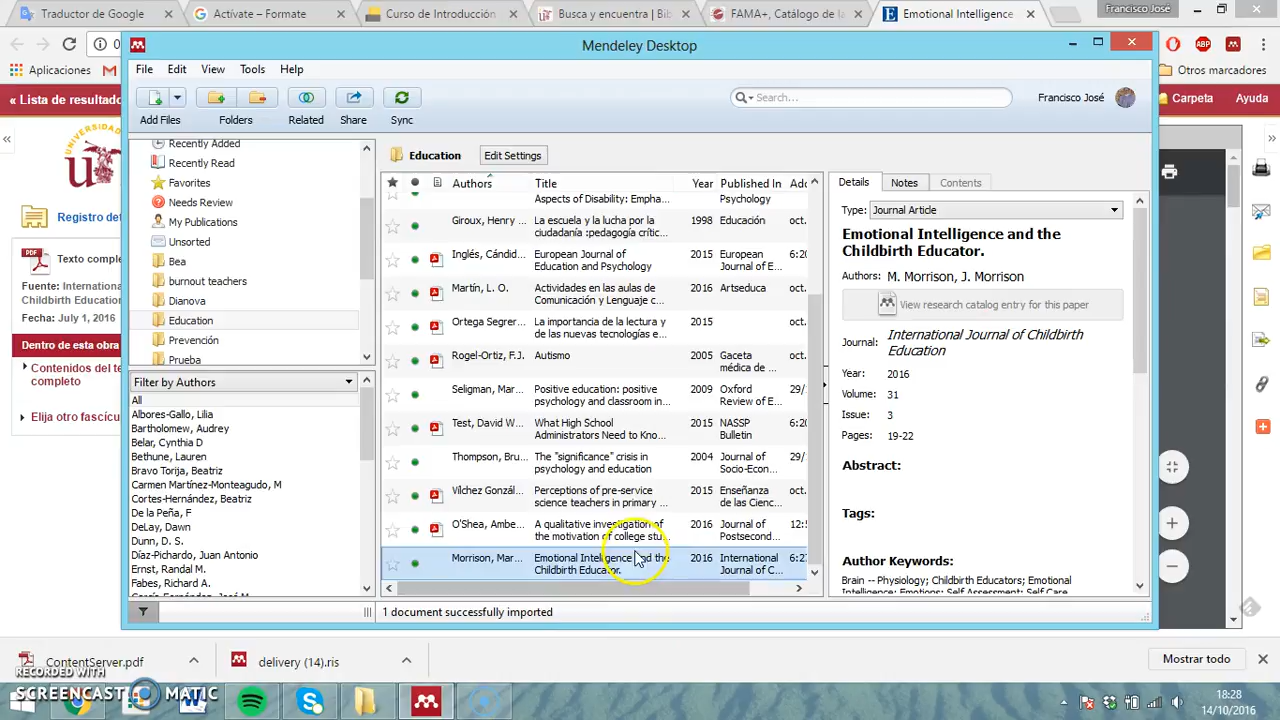 Traductor de Google
Actívate – Formate
Curso de Introducción
Busca y encuentra | Bib
FAMA+, Catálogo de la
Emotional Intelligence
Francisco José
Aplicaciones
Otros marcadores
« Lista de resultado
Carpeta
Ayuda
Mendeley Desktop
File Edit View Tools Help
Search...
Francisco José
Add Files
Folders
Related
Share
Sync
Registro det
PDF
Texto comple
Fuente: Internationa
Childbirth Education
Fecha: July 1, 2016
Dentro de esta obra
Contenidos del te
completo
Elija otro fascícu
Recently Added
Recently Read
Favorites
Needs Review
My Publications
Unsorted
Bea
burnout teachers
Dianova
Education
Prevención
Prueba
Filter by Authors
All
Albores-Gallo, Lilia
Bartholomew, Audrey
Belar, Cynthia D
Bethune, Lauren
Bravo Torija, Beatriz
Carmen Martínez-Monteagudo, M
Cortes-Hernández, Beatriz
De la Peña, F
DeLay, Dawn
Dunn, D. S.
Díaz-Pichardo, Juan Antonio
Ernst, Randal M.
Fabes, Richard A.
Education
Edit Settings
Authors Title Year Published In Adc
Aspects of Disability: Empha... Psychology
Giroux, Henry ... La escuela y la lucha por la 1998 Educación
ciudadanía :pedagogía crític...
Inglés, Cándid... European Journal of 2015 European 6:20
Education and Psychology Journal of E...
Martín, L. O. Actividades en las aulas de 2016 Artseduca oct.
Comunicación y Lenguaje c...
Ortega Segrer... La importancia de la lectura y 2015 oct.
de las nuevas tecnologías e...
Rogel-Ortiz, F.J. Autismo 2005 Gaceta oct.
médica de ...
Seligman, Mar... Positive education: positive 2009 Oxford 29/
psychology and classroom in... Review of E...
Test, David W... What High School 2015 NASSP 6:20
Administrators Need to Kno... Bulletin
Thompson, Bru... The "significance" crisis in 2004 Journal of 29/
psychology and education Socio-Econ...
Vílchez Gonzál... Perceptions of pre-service 2015 Enseñanza oct.
science teachers in primary ... de las Cienc...
O'Shea, Ambe... A qualitative investigation of 2016 Journal of 12:5
the motivation of college stu... Postsecond...
Morrison, Mar... Emotional Intelligence and the 2016 International 6:27
Childbirth Educator. Journal of C...
1 document successfully imported
Details Notes Contents
Type: Journal Article
Emotional Intelligence and the
Childbirth Educator.
Authors: M. Morrison, J. Morrison
View research catalog entry for this paper
Journal: International Journal of Childbirth
Education
Year: 2016
Volume: 31
Issue: 3
Pages: 19-22
Abstract:
Tags:
Author Keywords:
Brain -- Physiology; Childbirth Educators; Emotional
Intelligence; Emotions; Self Assessment; Self Care
ContentServer.pdf
delivery (14).ris
Mostrar todo
RECORDED WITH
SCREENCAST MATIC
18:28
14/10/2016